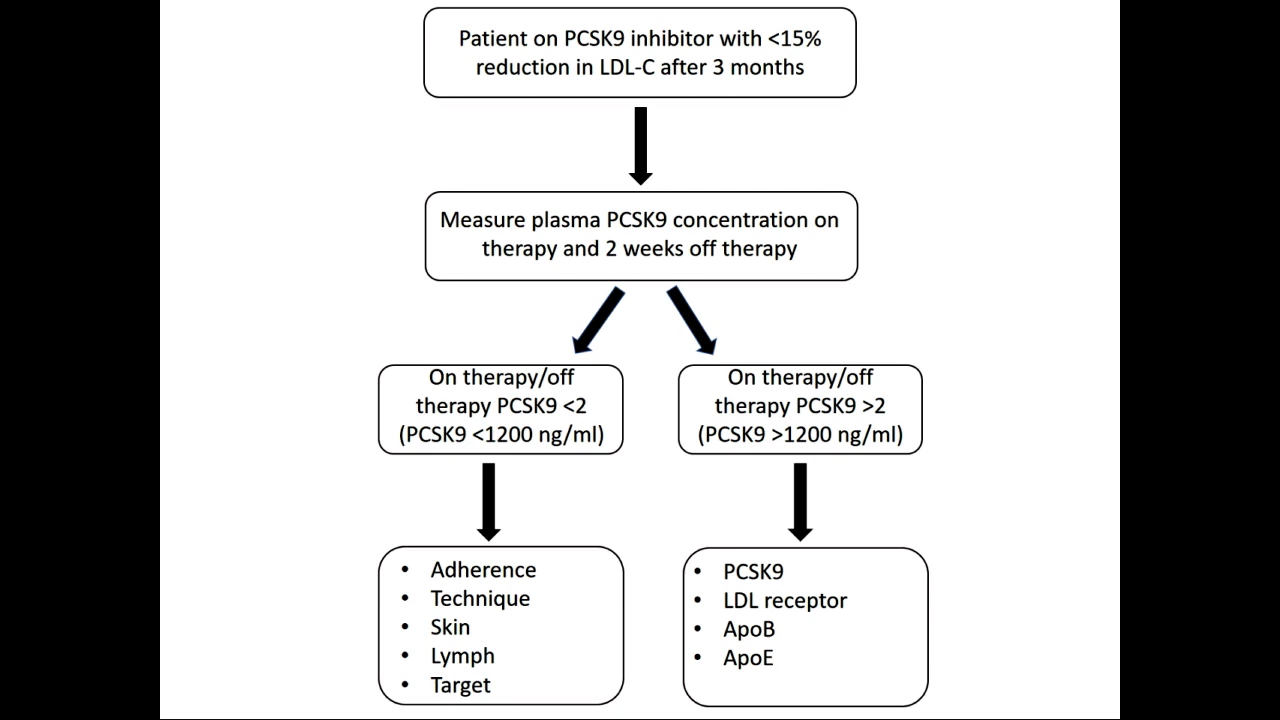 Patient on PCSK9 inhibitor with <15%
reduction in LDL-C after 3 months
Measure plasma PCSK9 concentration on
therapy and 2 weeks off therapy
On therapy/off
therapy PCSK9 <2
(PCSK9 <1200 ng/ml)
On therapy/off
therapy PCSK9 >2
(PCSK9 >1200 ng/ml)
• Adherence
• Technique
• Skin
• Lymph
• Target
• PCSK9
• LDL receptor
• ApoB
• ApoE